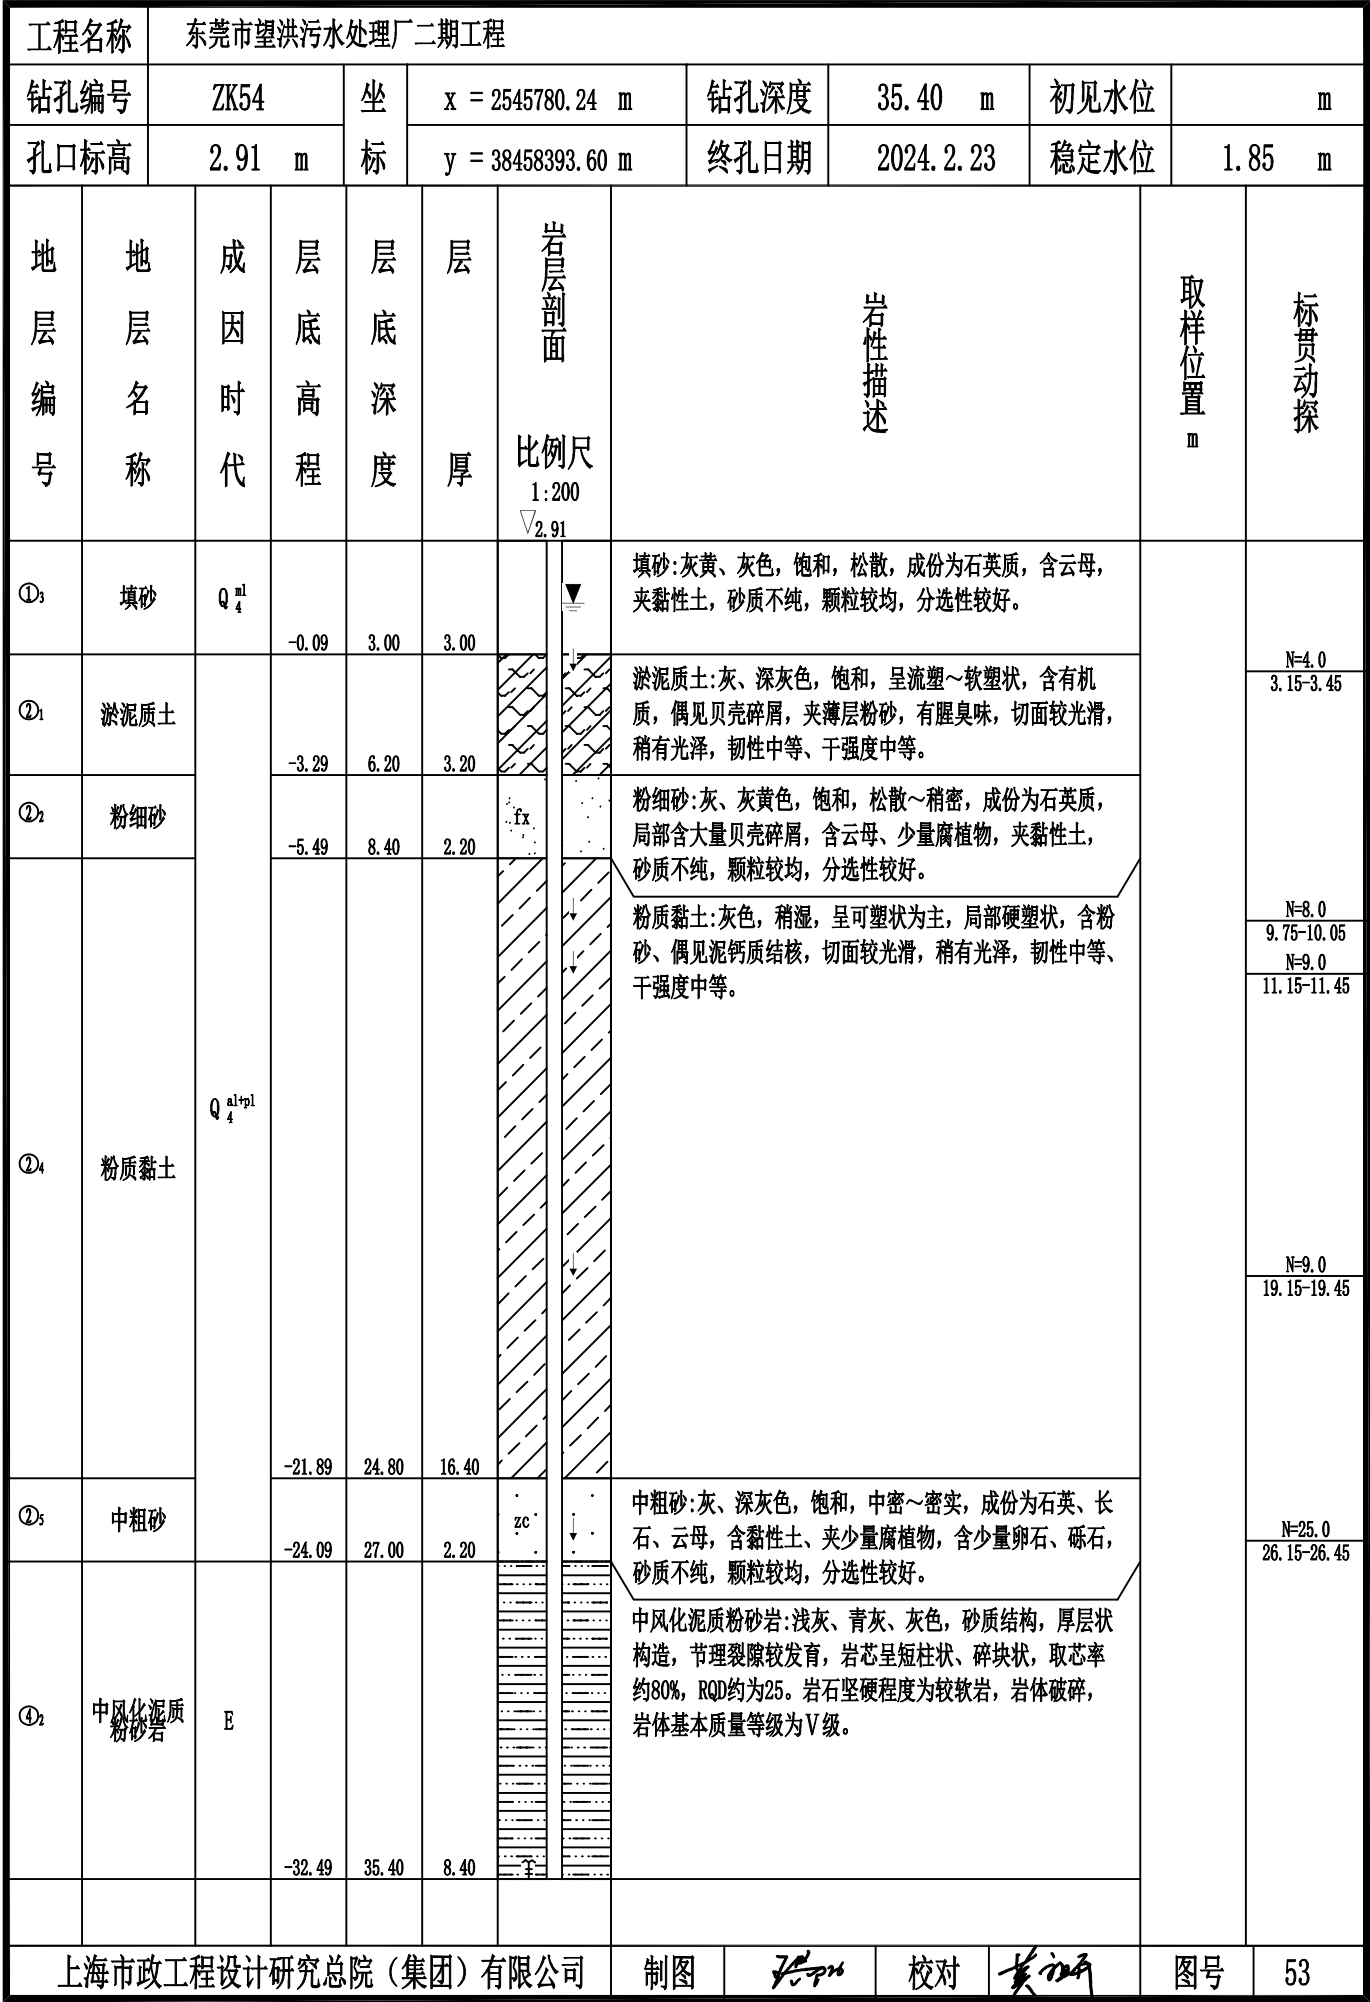 工程名称 东莞市望洪污水处理厂二期工程
钻孔编号 ZK54 坐标 x = 2545780.24 m 钻孔深度 35.40 m 初见水位 m
孔口标高 2.91 m y = 38458393.60 m 终孔日期 2024.2.23 稳定水位 1.85 m
地层编号 地层名称 成因时代 层底高程 层底深度 层厚 岩层剖面 岩性描述 取样位置 m 标贯动探
比例尺
1:200
▽2.91
①3 填砂 Q4ml -0.09 3.00 3.00
填砂:灰黄、灰色，饱和，松散，成份为石英质，含云母，
夹黏性土，砂质不纯，颗粒较均，分选性较好。
②1 淤泥质土 -3.29 6.20 3.20
淤泥质土:灰、深灰色，饱和，呈流塑～软塑状，含有机
质，偶见贝壳碎屑，夹薄层粉砂，有腥臭味，切面较光滑，
稍有光泽，韧性中等、干强度中等。
N=4.0
3.15-3.45
②2 粉细砂 -5.49 8.40 2.20 fx
粉细砂:灰、灰黄色，饱和，松散～稍密，成份为石英质，
局部含大量贝壳碎屑，含云母、少量腐植物，夹黏性土，
砂质不纯，颗粒较均，分选性较好。
②4 粉质黏土 Q4al+pl -21.89 24.80 16.40
粉质黏土:灰色，稍湿，呈可塑状为主，局部硬塑状，含粉
砂、偶见泥钙质结核，切面较光滑，稍有光泽，韧性中等、
干强度中等。
N=8.0
9.75-10.05
N=9.0
11.15-11.45
N=9.0
19.15-19.45
②5 中粗砂 -24.09 27.00 2.20 zc
中粗砂:灰、深灰色，饱和，中密～密实，成份为石英、长
石、云母，含黏性土、夹少量腐植物，含少量卵石、砾石，
砂质不纯，颗粒较均，分选性较好。
N=25.0
26.15-26.45
④2 中风化泥质粉砂岩 E -32.49 35.40 8.40
中风化泥质粉砂岩:浅灰、青灰、灰色，砂质结构，厚层状
构造，节理裂隙较发育，岩芯呈短柱状、碎块状，取芯率
约80%，RQD约为25。岩石坚硬程度为较软岩，岩体破碎，
岩体基本质量等级为Ⅴ级。
上海市政工程设计研究总院（集团）有限公司 制图 校对 图号 53